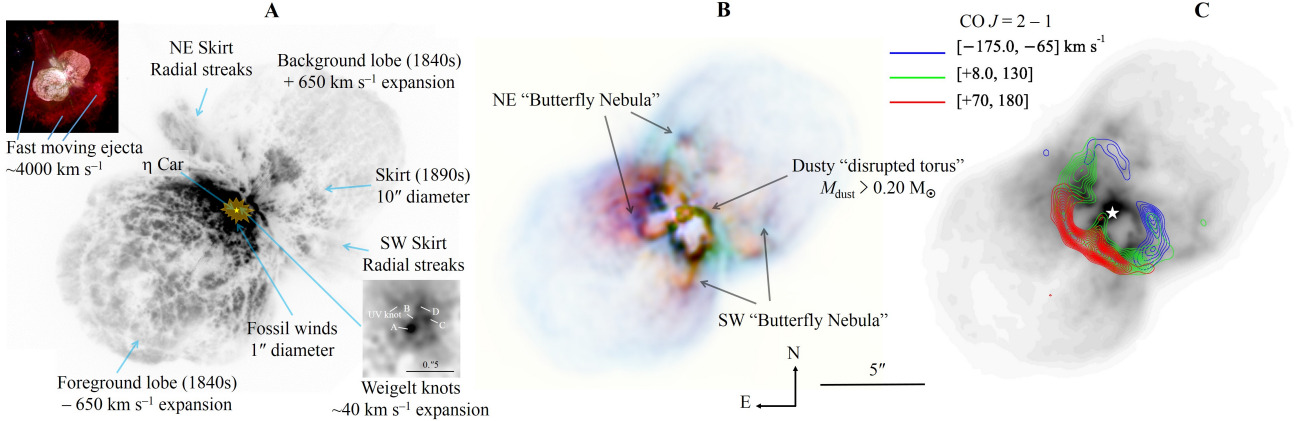 A
NE Skirt
Radial streaks
Background lobe (1840s)
+ 650 km s⁻¹ expansion
Fast moving ejecta
~4000 km s⁻¹
η Car
Skirt (1890s)
10″ diameter
SW Skirt
Radial streaks
Fossil winds
1″ diameter
UV knot
B
D
A
C
0.″5
Weigelt knots
~40 km s⁻¹ expansion
Foreground lobe (1840s)
− 650 km s⁻¹ expansion
B
NE “Butterfly Nebula”
Dusty “disrupted torus”
M_dust > 0.20 M_⊙
SW “Butterfly Nebula”
N
E
5″
C
CO J = 2 – 1
[−175.0, −65] km s⁻¹
[+8.0, 130]
[+70, 180]